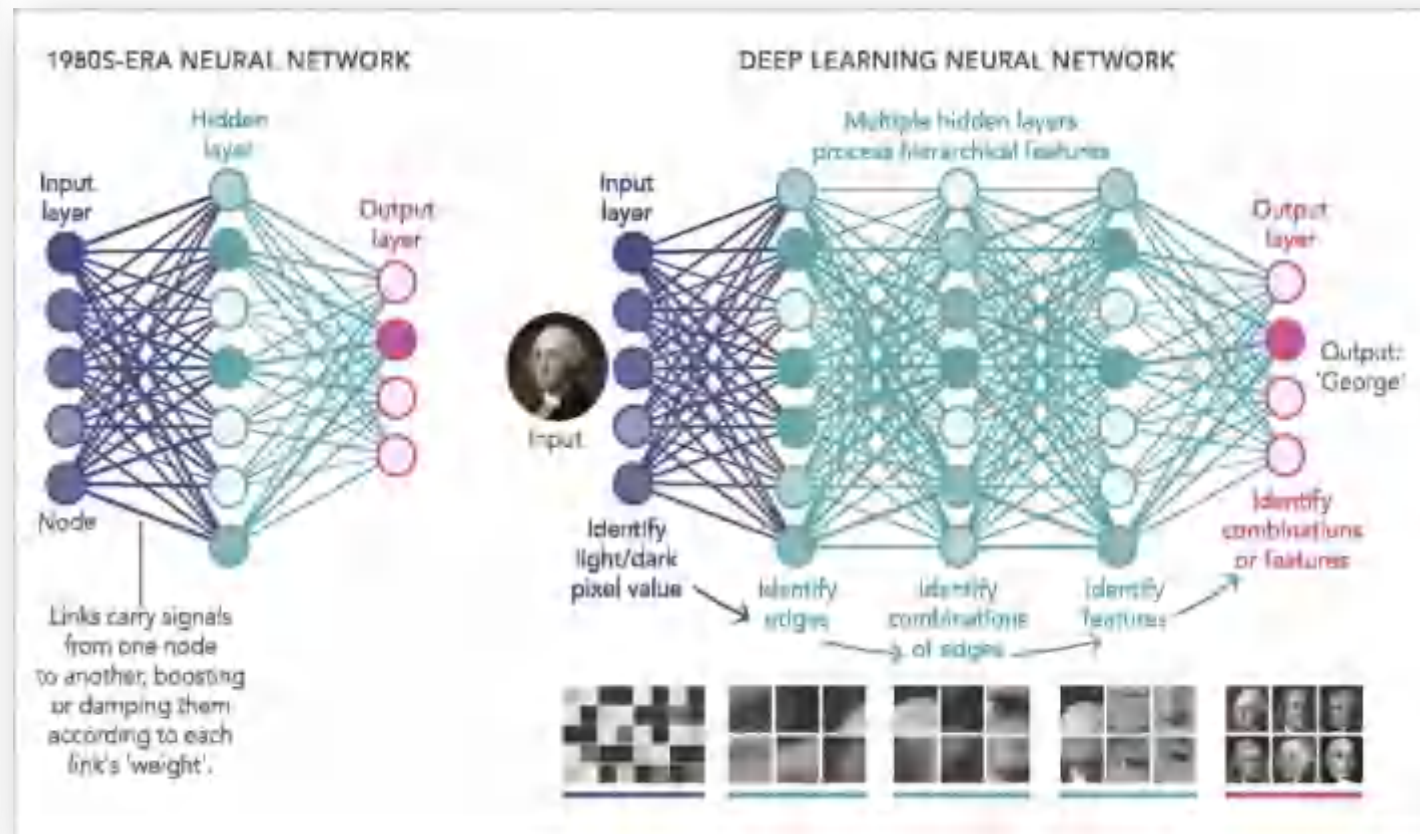 1980S-ERA NEURAL NETWORK
Hidden
layer
Input
layer
Output
layer
Node
Links carry signals
from one node
to another, boosting
or damping them
according to each
link's 'weight'.
DEEP LEARNING NEURAL NETWORK
Multiple hidden layers
process hierarchical features
Input
layer
Output
layer
Input
Output:
'George'
Identify
light/dark
pixel value
Identify
edges
Identify
combinations
of edges
Identify
features
Identify
combinations
or features